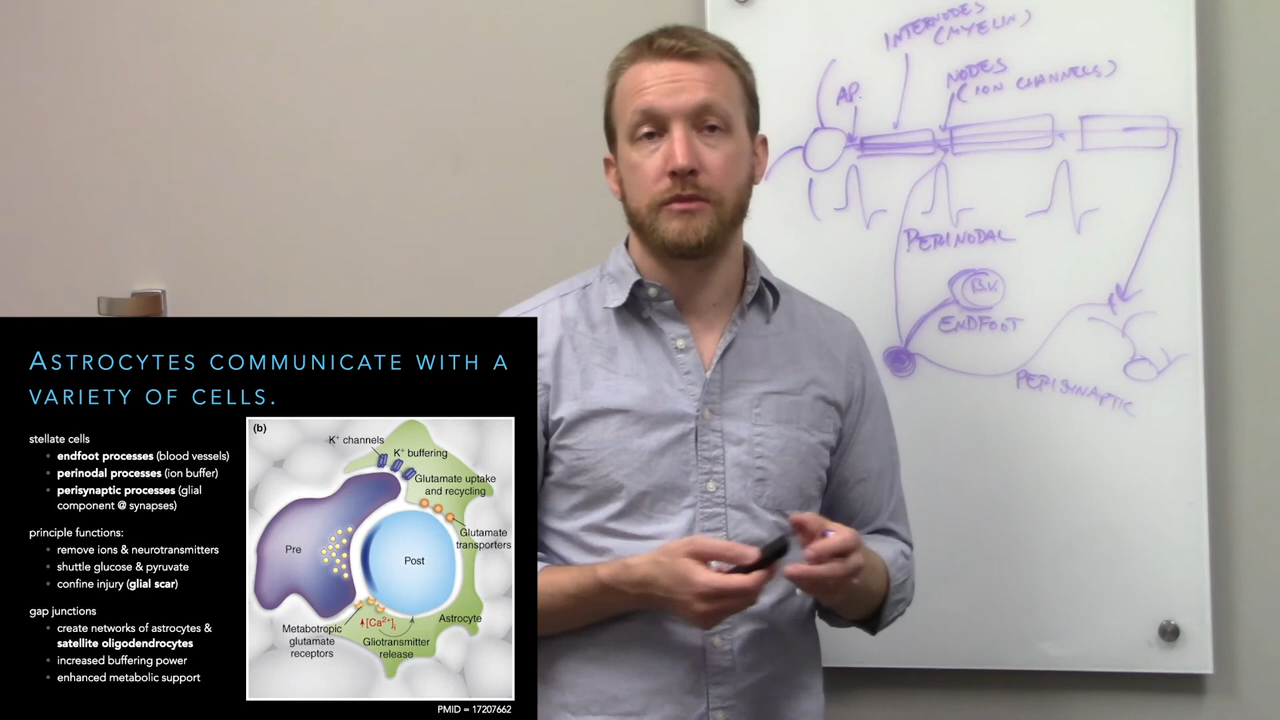 INTERNODES
(MYELIN)
NODES
(ION CHANNELS)
AP.
PERINODAL
B.V.
ENDFOOT
PERISYNAPTIC
ASTROCYTES COMMUNICATE WITH A
VARIETY OF CELLS.
stellate cells
endfoot processes (blood vessels)
perinodal processes (ion buffer)
perisynaptic processes (glial
component @ synapses)
principle functions:
remove ions & neurotransmitters
shuttle glucose & pyruvate
confine injury (glial scar)
gap junctions
create networks of astrocytes &
satellite oligodendrocytes
increased buffering power
enhanced metabolic support
(b)
K+ channels
K+ buffering
Glutamate uptake
and recycling
Glutamate
transporters
Pre
Post
Astrocyte
Metabotropic
glutamate
receptors
[Ca2+]i
Gliotransmitter
release
PMID = 17207662